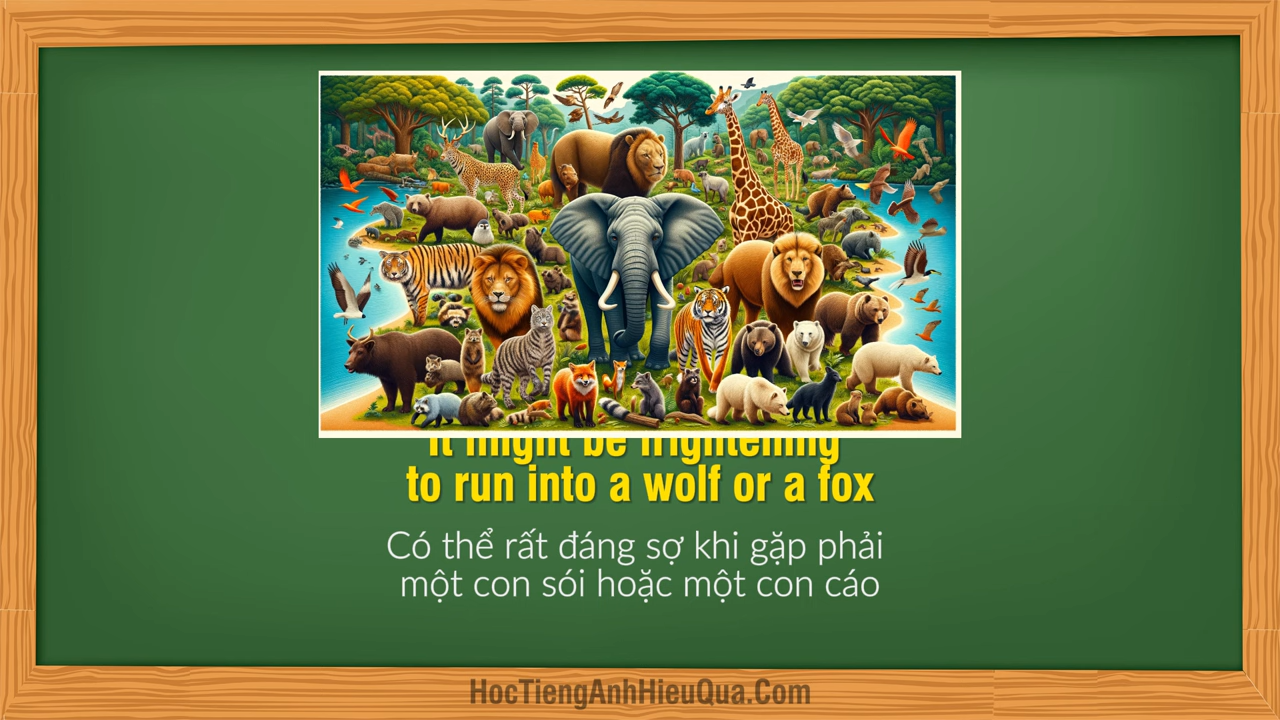 It might be frightening
to run into a wolf or a fox
Có thể rất đáng sợ khi gặp phải
một con sói hoặc một con cáo
HocTiengAnhHieuQua.Com